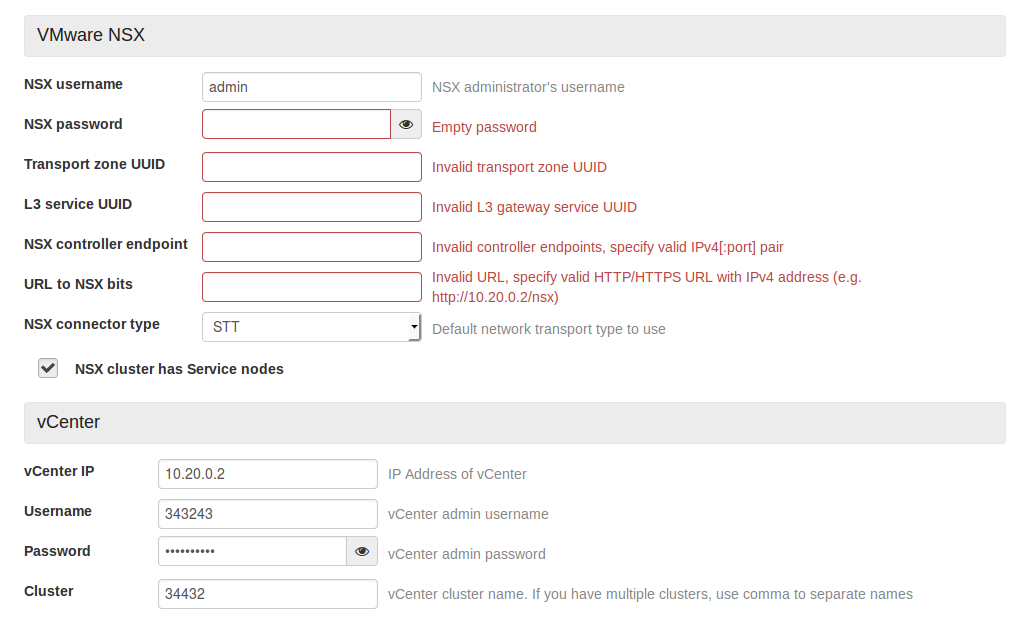 VMware NSX
NSX username admin NSX administrator's username
NSX password Empty password
Transport zone UUID Invalid transport zone UUID
L3 service UUID Invalid L3 gateway service UUID
NSX controller endpoint Invalid controller endpoints, specify valid IPv4[:port] pair
URL to NSX bits Invalid URL, specify valid HTTP/HTTPS URL with IPv4 address (e.g.
http://10.20.0.2/nsx)
NSX connector type STT Default network transport type to use
NSX cluster has Service nodes
vCenter
vCenter IP 10.20.0.2 IP Address of vCenter
Username 343243 vCenter admin username
Password •••••••••• vCenter admin password
Cluster 34432 vCenter cluster name. If you have multiple clusters, use comma to separate names